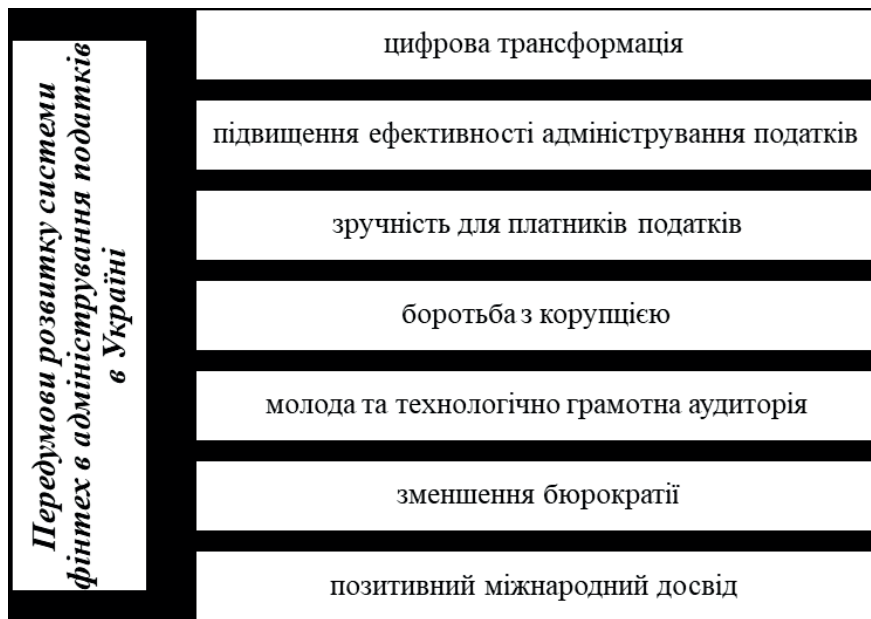 Передумови розвитку системи
фінтех в адміністрування податків
в Україні
цифрова трансформація
підвищення ефективності адміністрування податків
зручність для платників податків
боротьба з корупцією
молода та технологічно грамотна аудиторія
зменшення бюрократії
позитивний міжнародний досвід